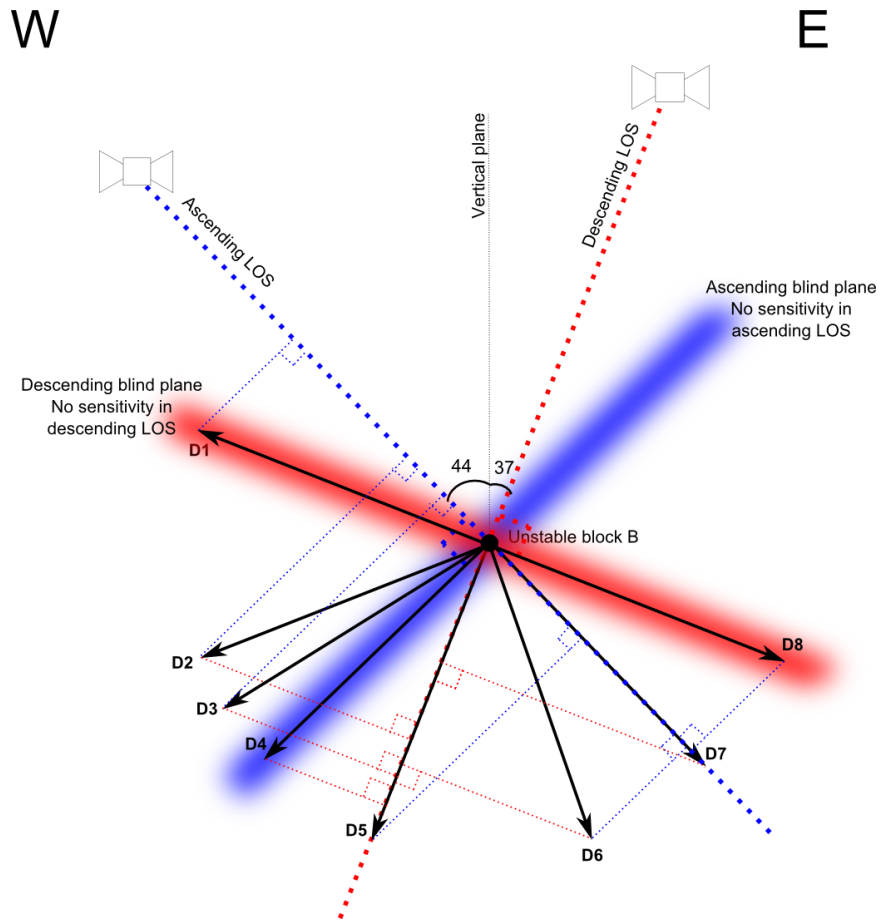 W
E
Vertical plane
Descending LOS
Ascending LOS
Ascending blind plane
No sensitivity in
ascending LOS
Descending blind plane
No sensitivity in
descending LOS
D1
44
37
Unstable block B
D8
D2
D3
D4
D7
D5
D6